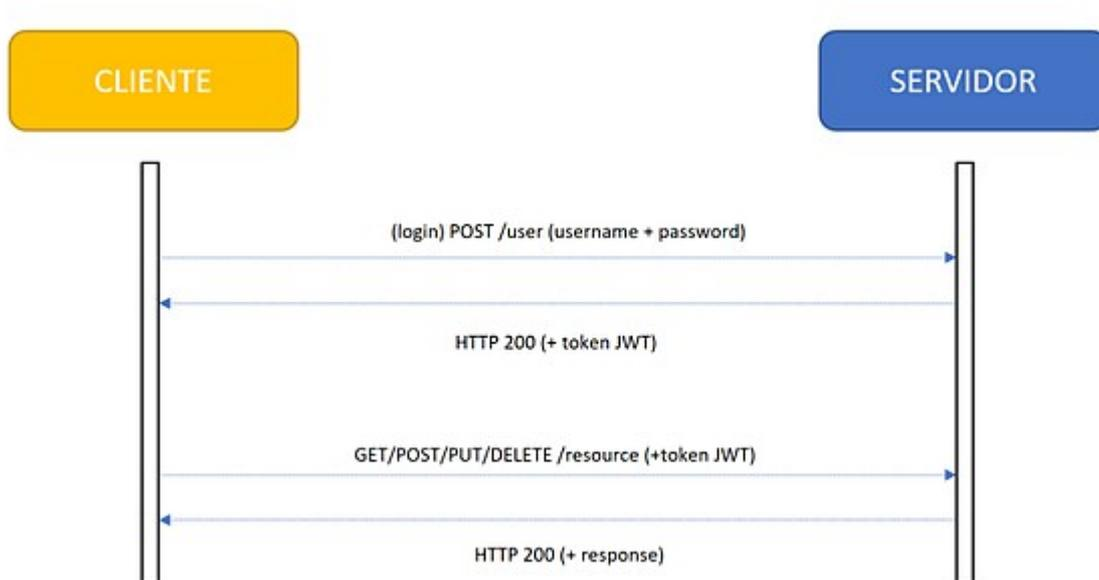 CLIENTE
SERVIDOR
(login) POST /user (username + password)
HTTP 200 (+ token JWT)
GET/POST/PUT/DELETE /resource (+token JWT)
HTTP 200 (+ response)